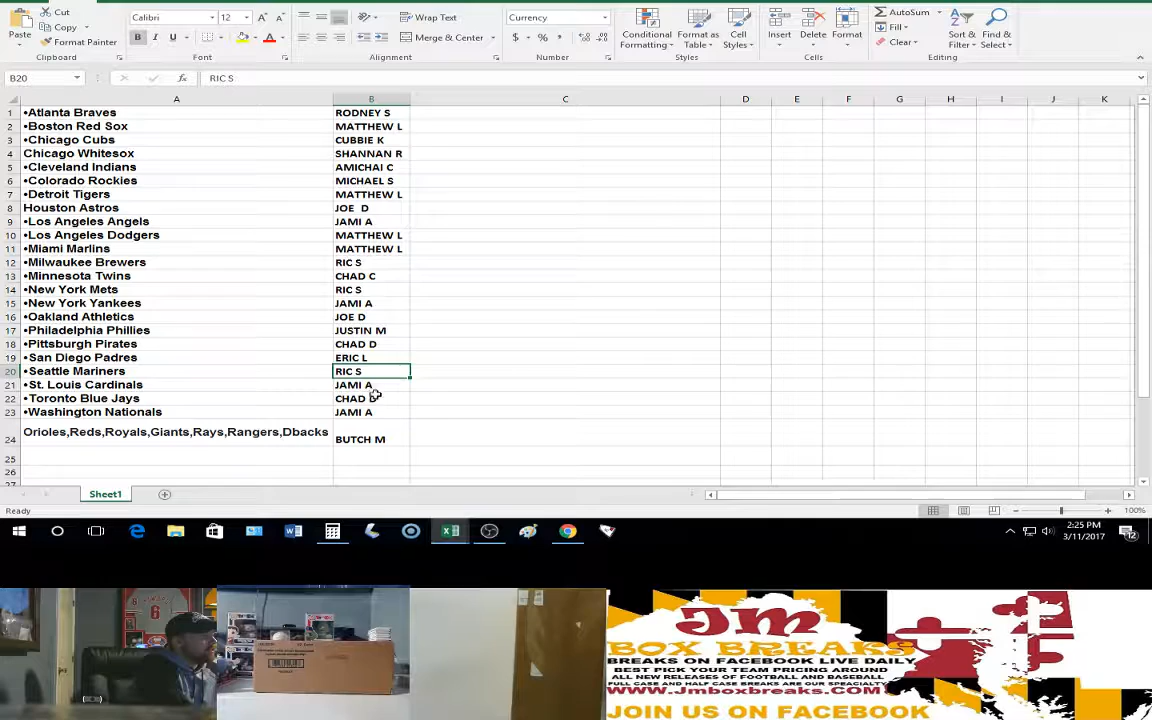 Cut
Calibri
12
Wrap Text
Currency
AutoSum
Copy
Fill
Paste
Format Painter
B I U
Merge & Center
$ % ,
Conditional Formatting
Format as Table
Cell Styles
Insert
Delete
Format
Clear
Sort & Filter
Find & Select
Clipboard
Font
Alignment
Number
Styles
Cells
Editing
B20
fx
RIC S
A B C D E F G H I J K
1 •Atlanta Braves RODNEY S
2 •Boston Red Sox MATTHEW L
3 •Chicago Cubs CUBBIE K
4 Chicago Whitesox SHANNAN R
5 •Cleveland Indians AMICHAI C
6 •Colorado Rockies MICHAEL S
7 •Detroit Tigers MATTHEW L
8 Houston Astros JOE D
9 •Los Angeles Angels JAMI A
10 •Los Angeles Dodgers MATTHEW L
11 •Miami Marlins MATTHEW L
12 •Milwaukee Brewers RIC S
13 •Minnesota Twins CHAD C
14 •New York Mets RIC S
15 •New York Yankees JAMI A
16 •Oakland Athletics JOE D
17 •Philadelphia Phillies JUSTIN M
18 •Pittsburgh Pirates CHAD D
19 •San Diego Padres ERIC L
20 •Seattle Mariners RIC S
21 •St. Louis Cardinals JAMI A
22 •Toronto Blue Jays CHAD
23 •Washington Nationals JAMI A
24 Orioles,Reds,Royals,Giants,Rays,Rangers,Dbacks BUTCH M
25
26
27
Sheet1
Ready
100%
2:25 PM
3/11/2017
12
6
JM
BOX BREAKS
BREAKS ON FACEBOOK LIVE DAILY
BEST PICK YOUR TEAM PRICING AROUND
ALL NEW RELEASES OF FOOTBALL AND BASEBALL
FULL CASE AND HALF CASE BREAKS ARE OUR SPECIALTY
WWW.JMBOXBREAKS.COM
JOIN US ON FACEBOOK